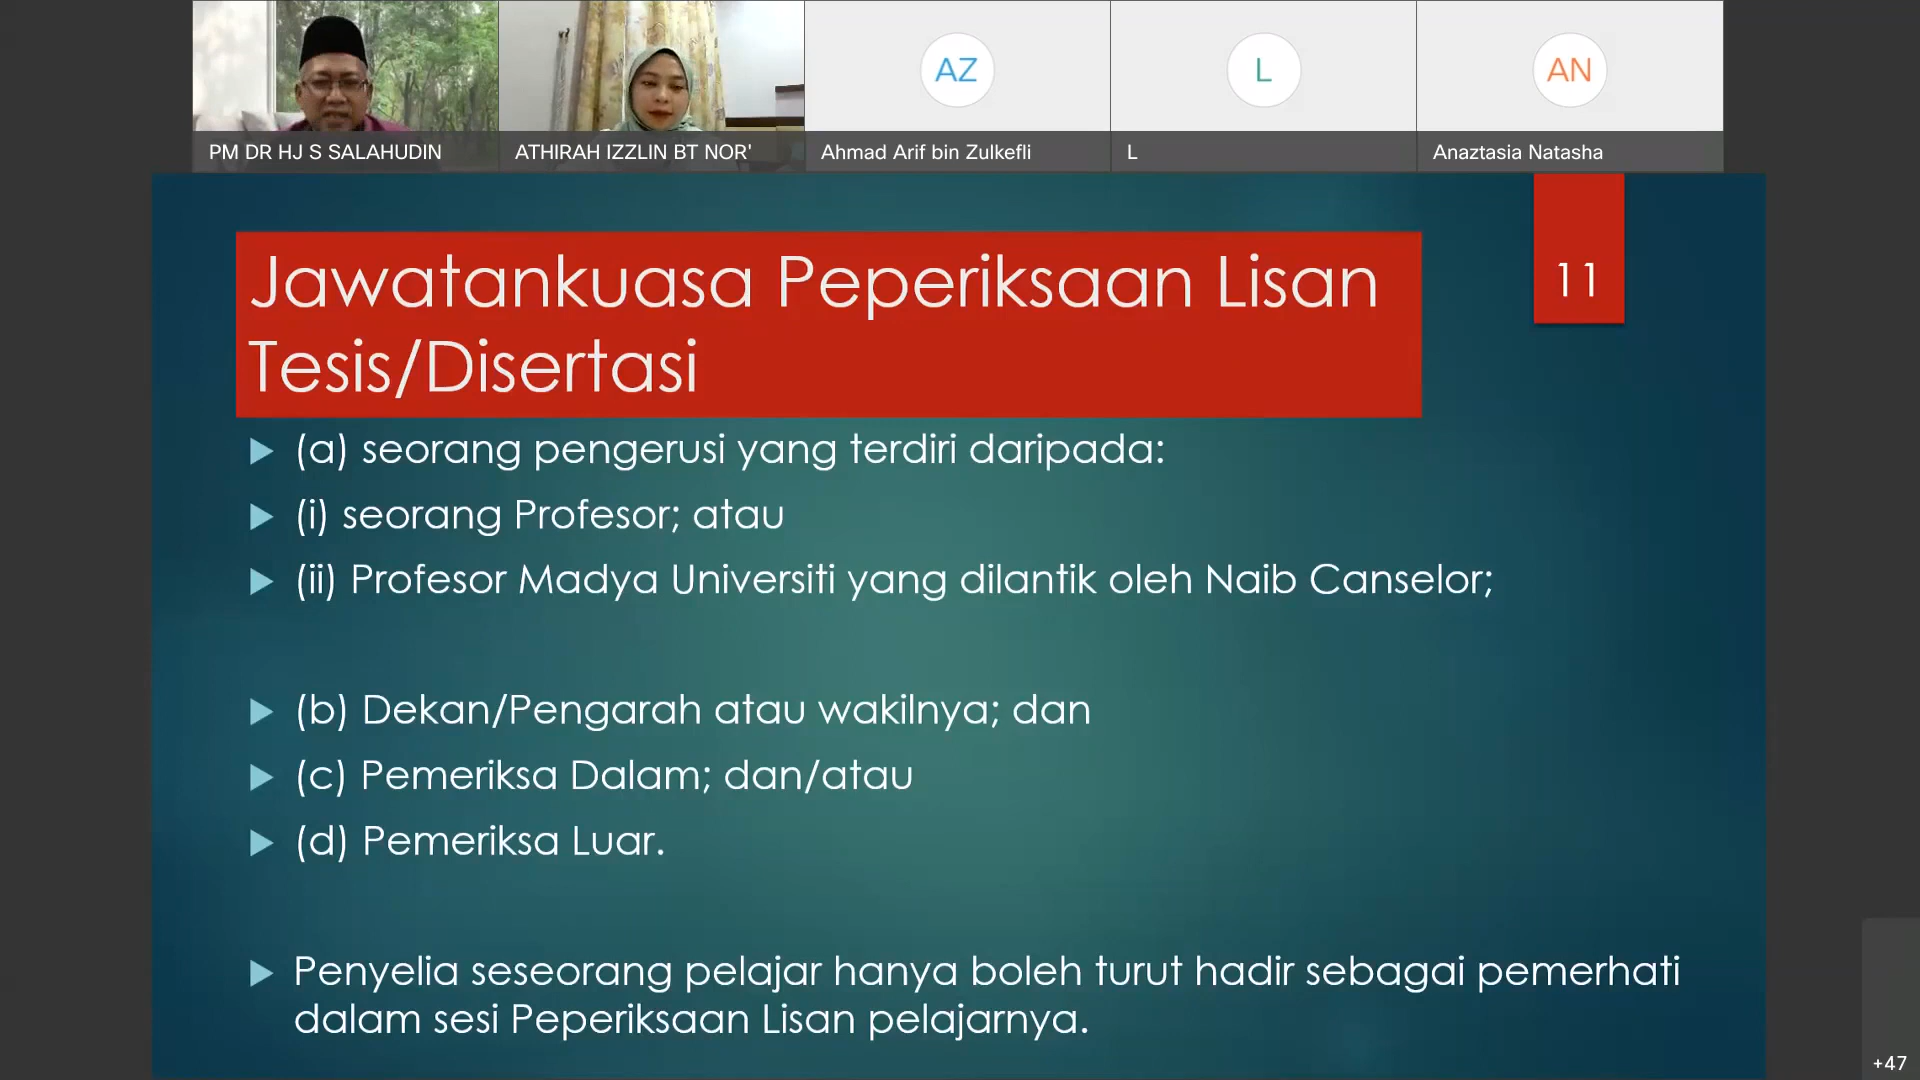 AZ
L
AN
PM DR HJ S SALAHUDIN
ATHIRAH IZZLIN BT NOR'
Ahmad Arif bin Zulkefli
L
Anaztasia Natasha
11
Jawatankuasa Peperiksaan Lisan
Tesis/Disertasi
(a) seorang pengerusi yang terdiri daripada:
(i) seorang Profesor; atau
(ii) Profesor Madya Universiti yang dilantik oleh Naib Canselor;
(b) Dekan/Pengarah atau wakilnya; dan
(c) Pemeriksa Dalam; dan/atau
(d) Pemeriksa Luar.
Penyelia seseorang pelajar hanya boleh turut hadir sebagai pemerhati
dalam sesi Peperiksaan Lisan pelajarnya.
+47